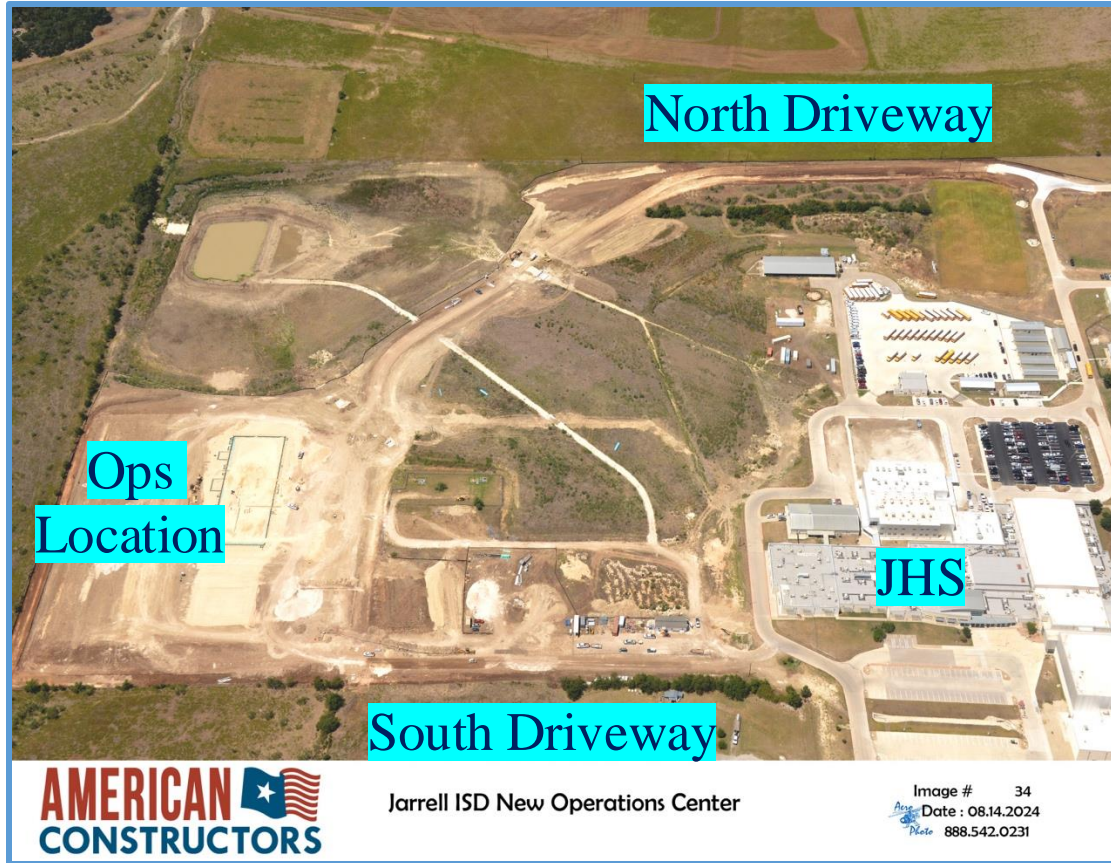 North Driveway
Ops
Location
JHS
South Driveway
AMERICAN
CONSTRUCTORS
Jarrell ISD New Operations Center
Image # 34
Aero Photo
Date : 08.14.2024
888.542.0231